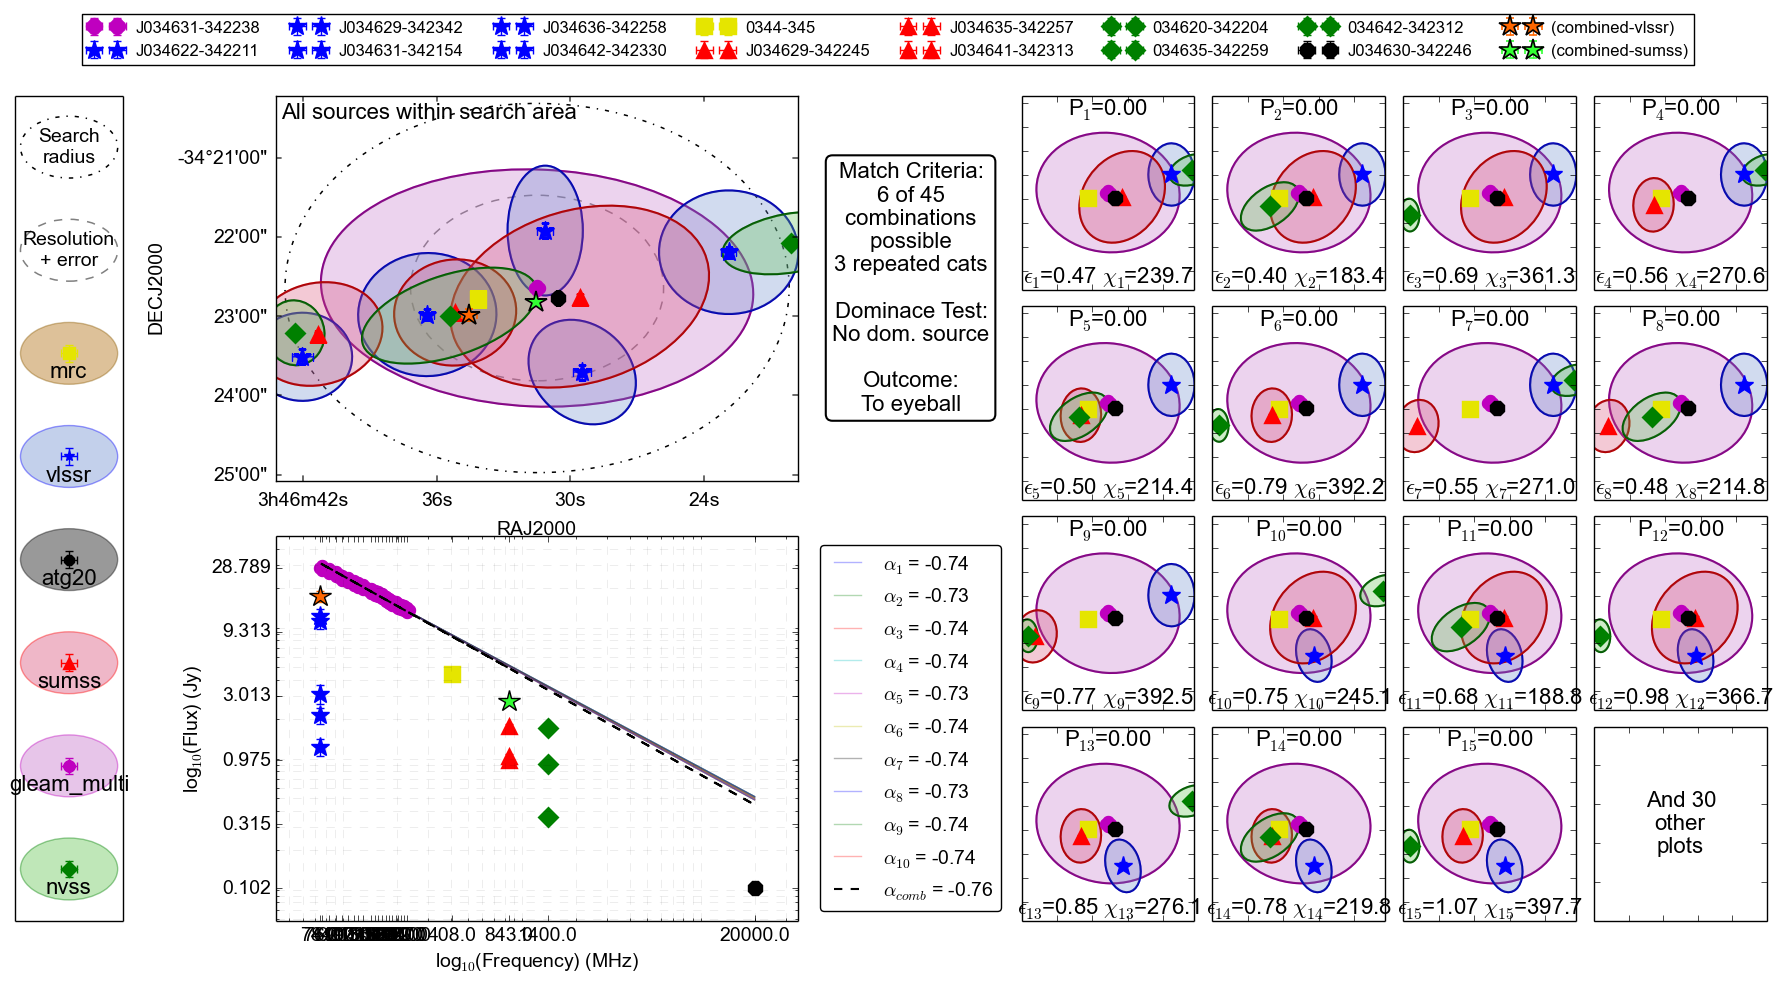 J034631-342238 J034629-342342 J034636-342258 0344-345 J034635-342257 034620-342204 034642-342312 (combined-vlssr)
J034622-342211 J034631-342154 J034642-342330 J034629-342245 J034641-342313 034635-342259 J034630-342246 (combined-sumss)
Search
radius
Resolution
+ error
mrc
vlssr
atg20
sumss
gleam_multi
nvss
All sources within search area
DECJ2000
-34°21'00"
22'00"
23'00"
24'00"
25'00"
3h46m42s 36s 30s 24s
RAJ2000
Match Criteria:
6 of 45
combinations
possible
3 repeated cats
Dominace Test:
No dom. source
Outcome:
To eyeball
log10(Flux) (Jy)
28.789
9.313
3.013
0.975
0.315
0.102
408.0 843.0 1400.0 20000.0
log10(Frequency) (MHz)
α1 = -0.74
α2 = -0.73
α3 = -0.74
α4 = -0.74
α5 = -0.73
α6 = -0.74
α7 = -0.74
α8 = -0.73
α9 = -0.74
α10 = -0.74
αcomb = -0.76
P1=0.00 P2=0.00 P3=0.00 P4=0.00
ϵ1=0.47 χ1=239.7 ϵ2=0.40 χ2=183.4 ϵ3=0.69 χ3=361.3 ϵ4=0.56 χ4=270.6
P5=0.00 P6=0.00 P7=0.00 P8=0.00
ϵ5=0.50 χ5=214.4 ϵ6=0.79 χ6=392.2 ϵ7=0.55 χ7=271.0 ϵ8=0.48 χ8=214.8
P9=0.00 P10=0.00 P11=0.00 P12=0.00
ϵ9=0.77 χ9=392.5 ϵ10=0.75 χ10=245.1 ϵ11=0.68 χ11=188.8 ϵ12=0.98 χ12=366.7
P13=0.00 P14=0.00 P15=0.00
ϵ13=0.85 χ13=276.1 ϵ14=0.78 χ14=219.8 ϵ15=1.07 χ15=397.7
And 30
other
plots